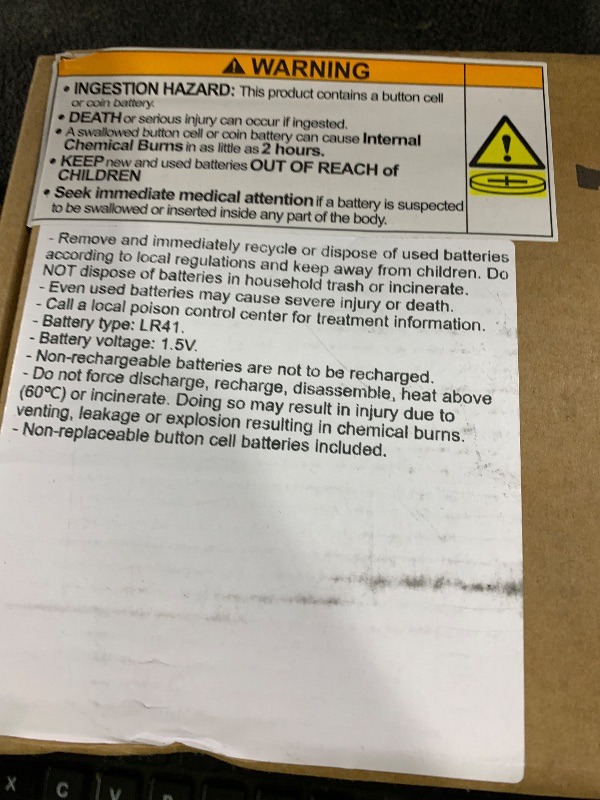 WARNING
• INGESTION HAZARD: This product contains a button cell
or coin battery.
• DEATH or serious injury can occur if ingested.
• A swallowed button cell or coin battery can cause Internal
Chemical Burns in as little as 2 hours.
• KEEP new and used batteries OUT OF REACH of
CHILDREN
• Seek immediate medical attention if a battery is suspected
to be swallowed or inserted inside any part of the body.
- Remove and immediately recycle or dispose of used batteries
according to local regulations and keep away from children. Do
NOT dispose of batteries in household trash or incinerate.
- Even used batteries may cause severe injury or death.
- Call a local poison control center for treatment information.
- Battery type: LR41.
- Battery voltage: 1.5V.
- Non-rechargeable batteries are not to be recharged.
- Do not force discharge, recharge, disassemble, heat above
(60ºC) or incinerate. Doing so may result in injury due to
venting, leakage or explosion resulting in chemical burns.
- Non-replaceable button cell batteries included.
X C V